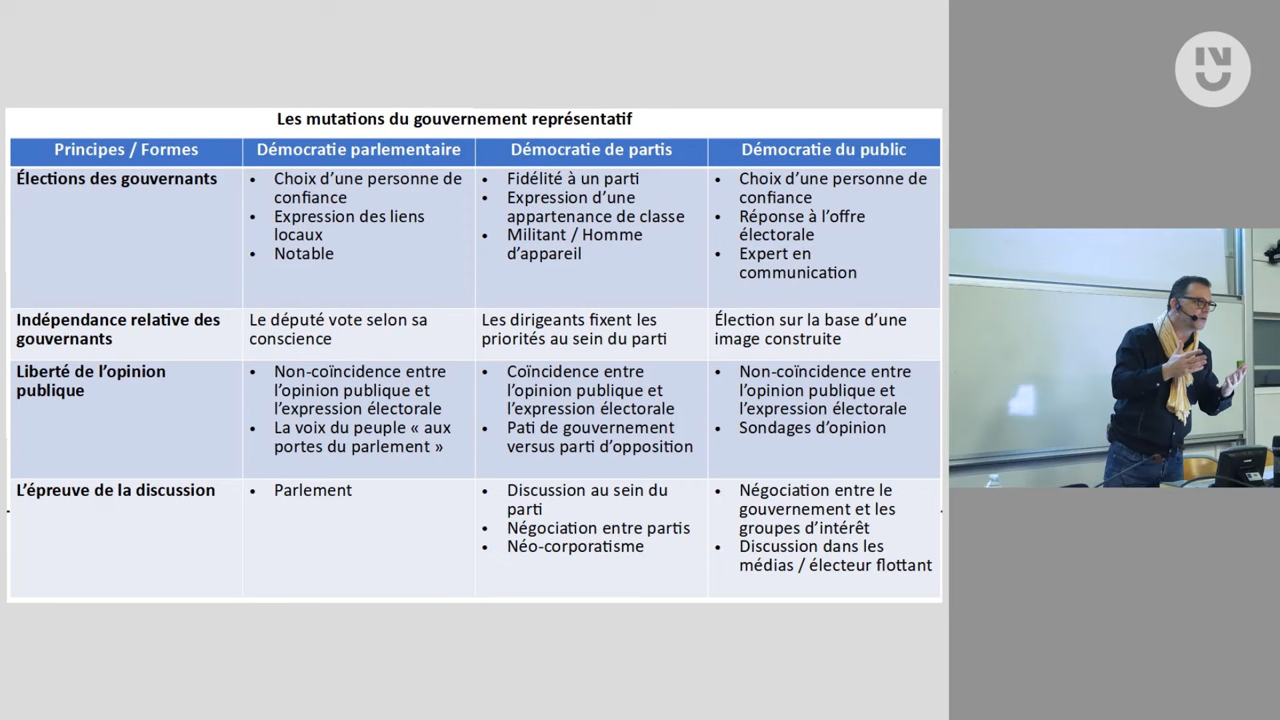 Les mutations du gouvernement représentatif
Principes / Formes
Démocratie parlementaire
Démocratie de partis
Démocratie du public
Élections des gouvernants
• Choix d’une personne de
confiance
• Expression des liens
locaux
• Notable
• Fidélité à un parti
• Expression d’une
appartenance de classe
• Militant / Homme
d’appareil
• Choix d’une personne de
confiance
• Réponse à l’offre
électorale
• Expert en
communication
Indépendance relative des
gouvernants
Le député vote selon sa
conscience
Les dirigeants fixent les
priorités au sein du parti
Élection sur la base d’une
image construite
Liberté de l’opinion
publique
• Non-coïncidence entre
l’opinion publique et
l’expression électorale
• La voix du peuple « aux
portes du parlement »
• Coïncidence entre
l’opinion publique et
l’expression électorale
• Pati de gouvernement
versus parti d’opposition
• Non-coïncidence entre
l’opinion publique et
l’expression électorale
• Sondages d’opinion
L’épreuve de la discussion
• Parlement
• Discussion au sein du
parti
• Négociation entre partis
• Néo-corporatisme
• Négociation entre le
gouvernement et les
groupes d’intérêt
• Discussion dans les
médias / électeur flottant